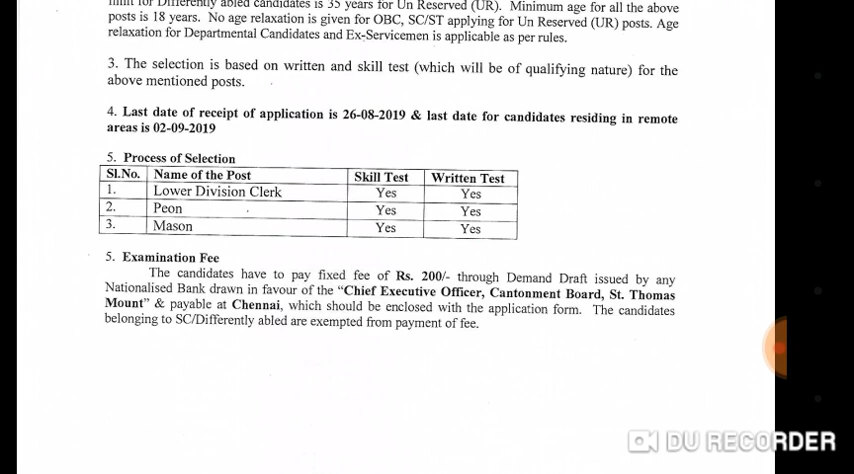 limit for Differently abled candidates is 35 years for Un Reserved (UR). Minimum age for all the above
posts is 18 years. No age relaxation is given for OBC, SC/ST applying for Un Reserved (UR) posts. Age
relaxation for Departmental Candidates and Ex-Servicemen is applicable as per rules.
3. The selection is based on written and skill test (which will be of qualifying nature) for the
above mentioned posts.
4. Last date of receipt of application is 26-08-2019 & last date for candidates residing in remote
areas is 02-09-2019
5. Process of Selection
Sl.No. Name of the Post Skill Test Written Test
1. Lower Division Clerk Yes Yes
2. Peon Yes Yes
3. Mason Yes Yes
5. Examination Fee
The candidates have to pay fixed fee of Rs. 200/- through Demand Draft issued by any
Nationalised Bank drawn in favour of the “Chief Executive Officer, Cantonment Board, St. Thomas
Mount” & payable at Chennai, which should be enclosed with the application form. The candidates
belonging to SC/Differently abled are exempted from payment of fee.
DU RECORDER